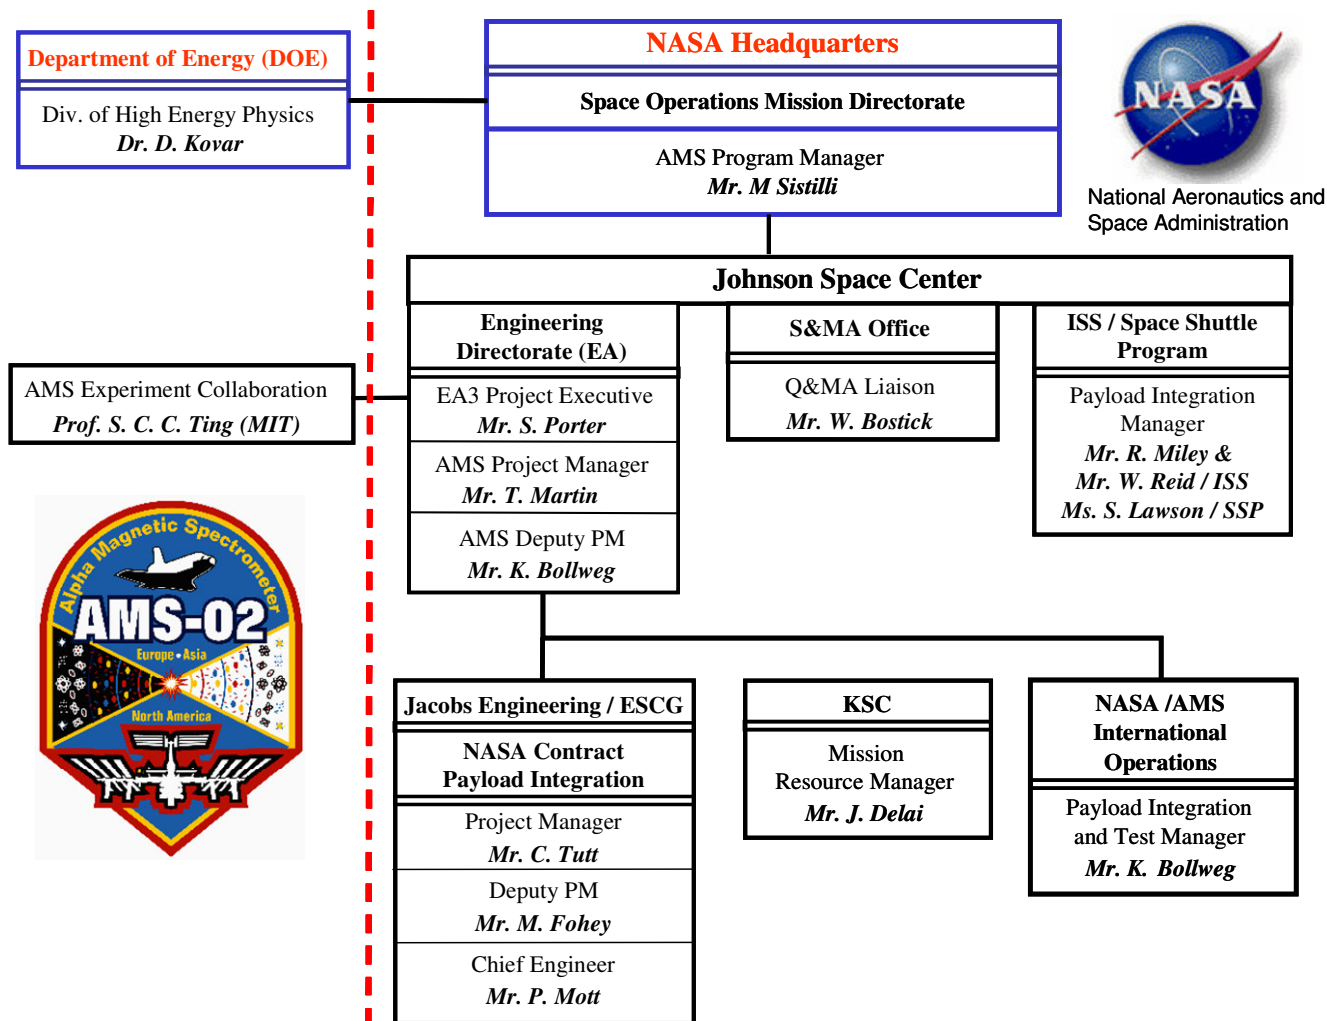 Department of Energy (DOE)
Div. of High Energy Physics
Dr. D. Kovar
NASA Headquarters
Space Operations Mission Directorate
AMS Program Manager
Mr. M Sistilli
NASA
National Aeronautics and
Space Administration
Johnson Space Center
Engineering
Directorate (EA)
EA3 Project Executive
Mr. S. Porter
AMS Project Manager
Mr. T. Martin
AMS Deputy PM
Mr. K. Bollweg
S&MA Office
Q&MA Liaison
Mr. W. Bostick
ISS / Space Shuttle
Program
Payload Integration
Manager
Mr. R. Miley &
Mr. W. Reid / ISS
Ms. S. Lawson / SSP
AMS Experiment Collaboration
Prof. S. C. C. Ting (MIT)
Alpha Magnetic Spectrometer
AMS-02
Europe • Asia
North America
Jacobs Engineering / ESCG
NASA Contract
Payload Integration
Project Manager
Mr. C. Tutt
Deputy PM
Mr. M. Fohey
Chief Engineer
Mr. P. Mott
KSC
Mission
Resource Manager
Mr. J. Delai
NASA /AMS
International
Operations
Payload Integration
and Test Manager
Mr. K. Bollweg